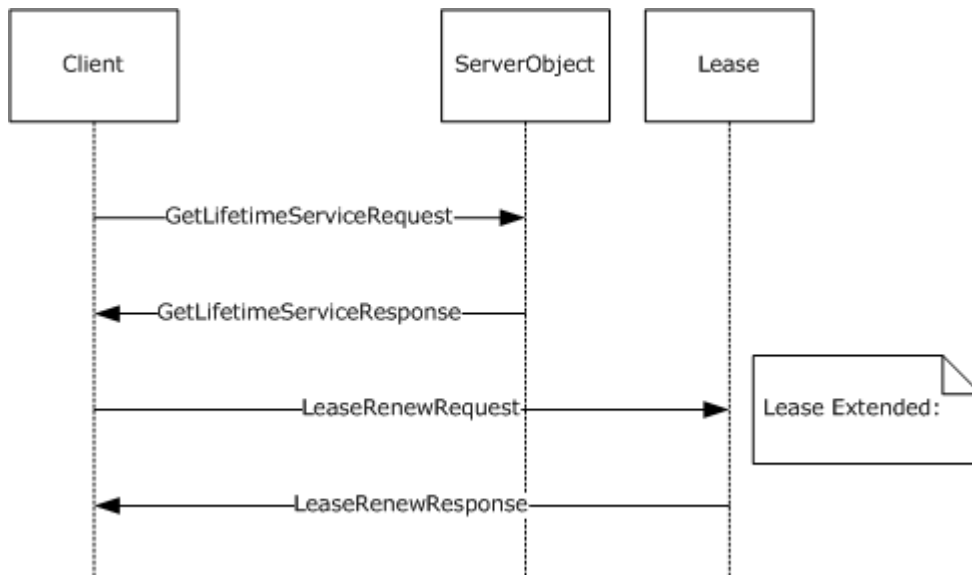 Client
ServerObject
Lease
GetLifetimeServiceRequest
GetLifetimeServiceResponse
LeaseRenewRequest
Lease Extended:
LeaseRenewResponse